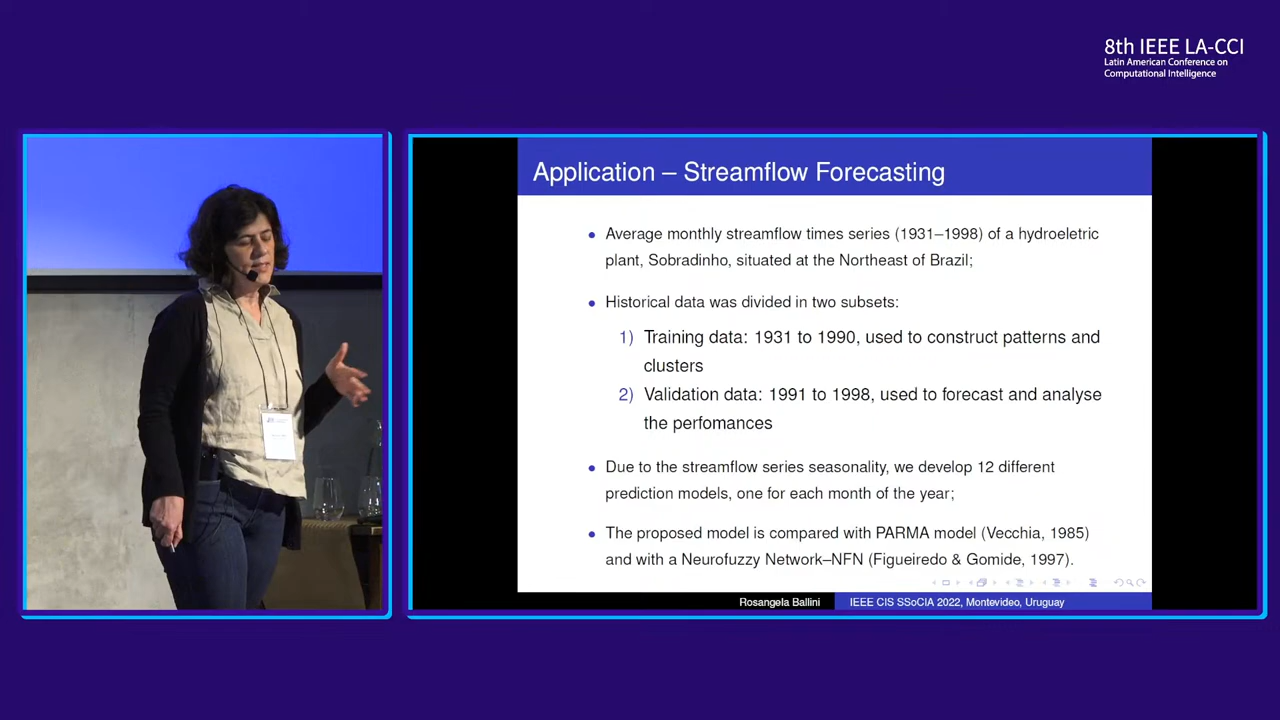 8th IEEE LA-CCI
Latin American Conference on
Computational Intelligence
Application – Streamflow Forecasting
• Average monthly streamflow times series (1931–1998) of a hydroeletric
plant, Sobradinho, situated at the Northeast of Brazil;
• Historical data was divided in two subsets:
1) Training data: 1931 to 1990, used to construct patterns and
clusters
2) Validation data: 1991 to 1998, used to forecast and analyse
the perfomances
• Due to the streamflow series seasonality, we develop 12 different
prediction models, one for each month of the year;
• The proposed model is compared with PARMA model (Vecchia, 1985)
and with a Neurofuzzy Network–NFN (Figueiredo & Gomide, 1997).
Rosangela Ballini
IEEE CIS SSoCIA 2022, Montevideo, Uruguay